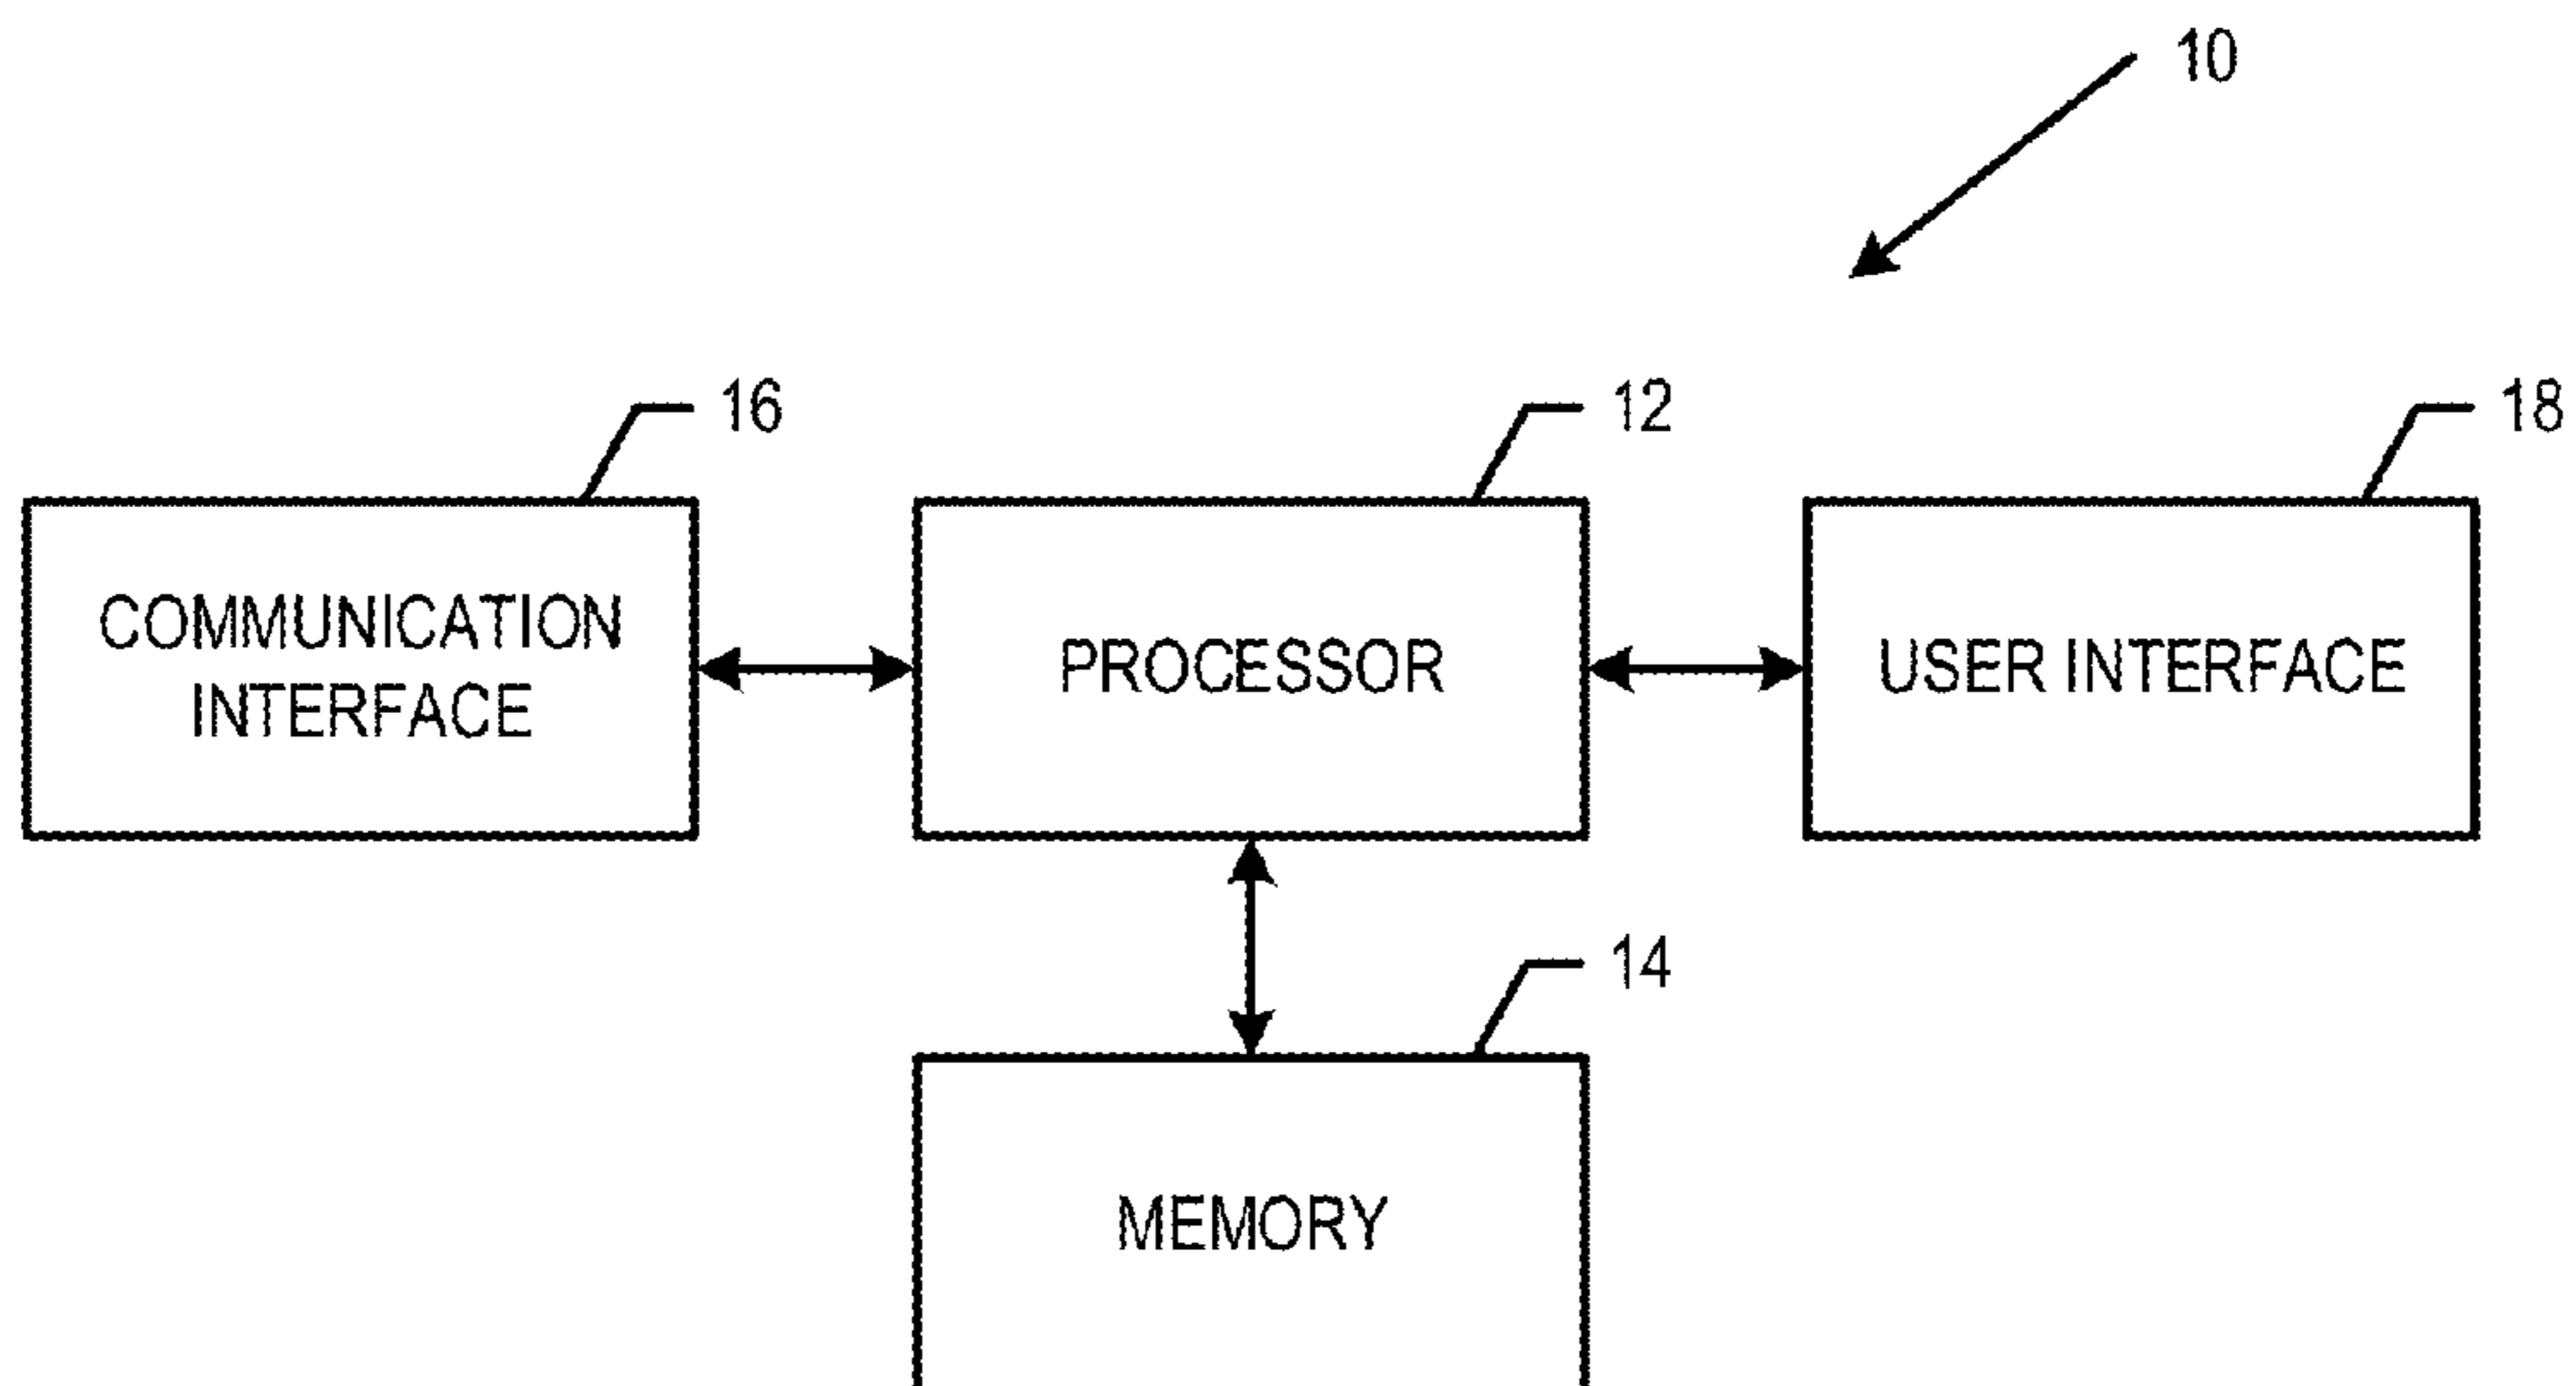 10
16
12
18
COMMUNICATION
INTERFACE
PROCESSOR
USER INTERFACE
14
MEMORY